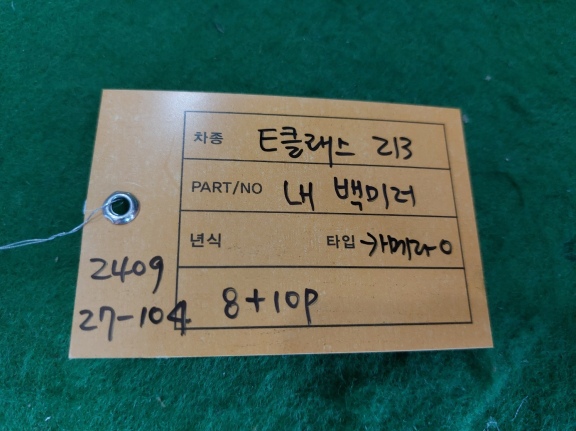 차종 E클래스 213
PART/NO 내 백미러
년식 타입 카메라 O
8+10P
2409
27-104